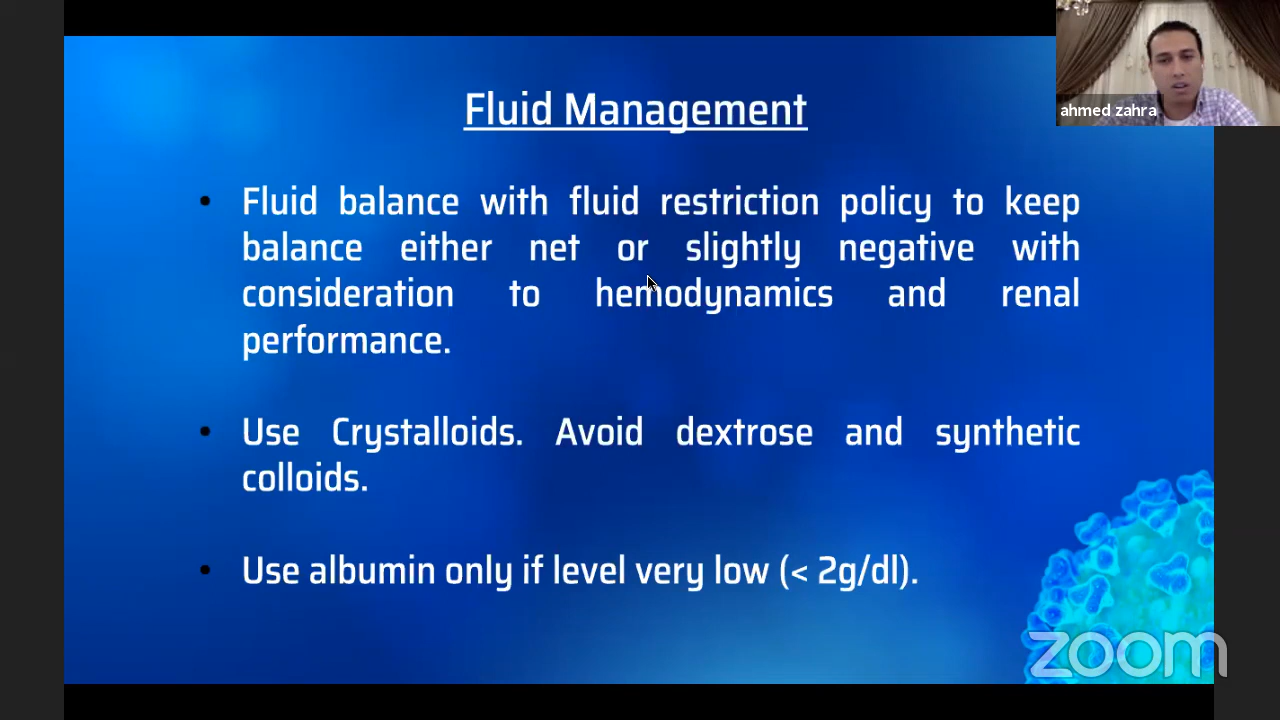 Fluid Management
ahmed zahra
• Fluid balance with fluid restriction policy to keep
balance either net or slightly negative with
consideration to hemodynamics and renal
performance.
• Use Crystalloids. Avoid dextrose and synthetic
colloids.
• Use albumin only if level very low (< 2g/dl).
zoom